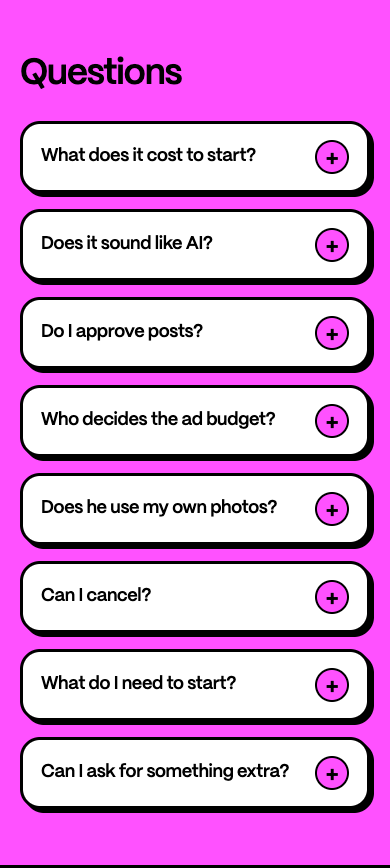 Questions
What does it cost to start?
+
Does it sound like AI?
+
Do I approve posts?
+
Who decides the ad budget?
+
Does he use my own photos?
+
Can I cancel?
+
What do I need to start?
+
Can I ask for something extra?
+